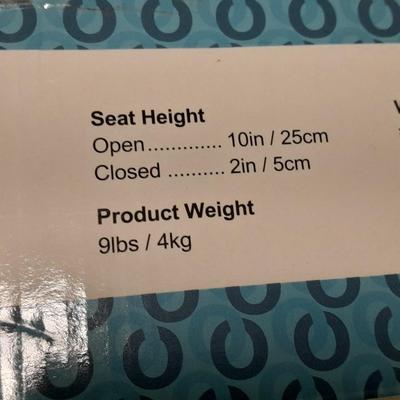 Seat Height
Open............. 10in / 25cm
Closed .......... 2in / 5cm
Product Weight
9lbs / 4kg